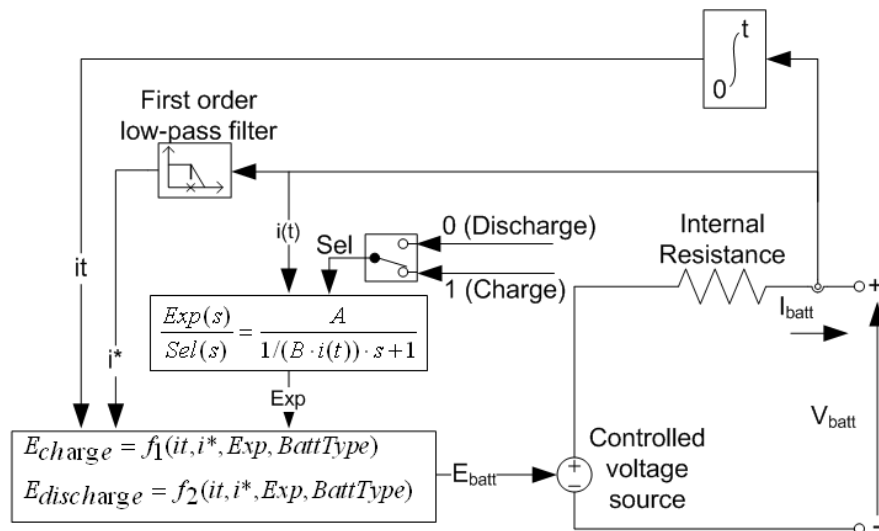 t
0
First order
low-pass filter
i(t)
Sel
0 (Discharge)
1 (Charge)
Internal
Resistance
+
I_batt
it
i*
Exp(s)/Sel(s) = A/(1/(B · i(t)) · s + 1)
Exp
V_batt
E_charge = f_1(it, i*, Exp, BattType)
E_discharge = f_2(it, i*, Exp, BattType)
E_batt
+
-
Controlled
voltage
source
-